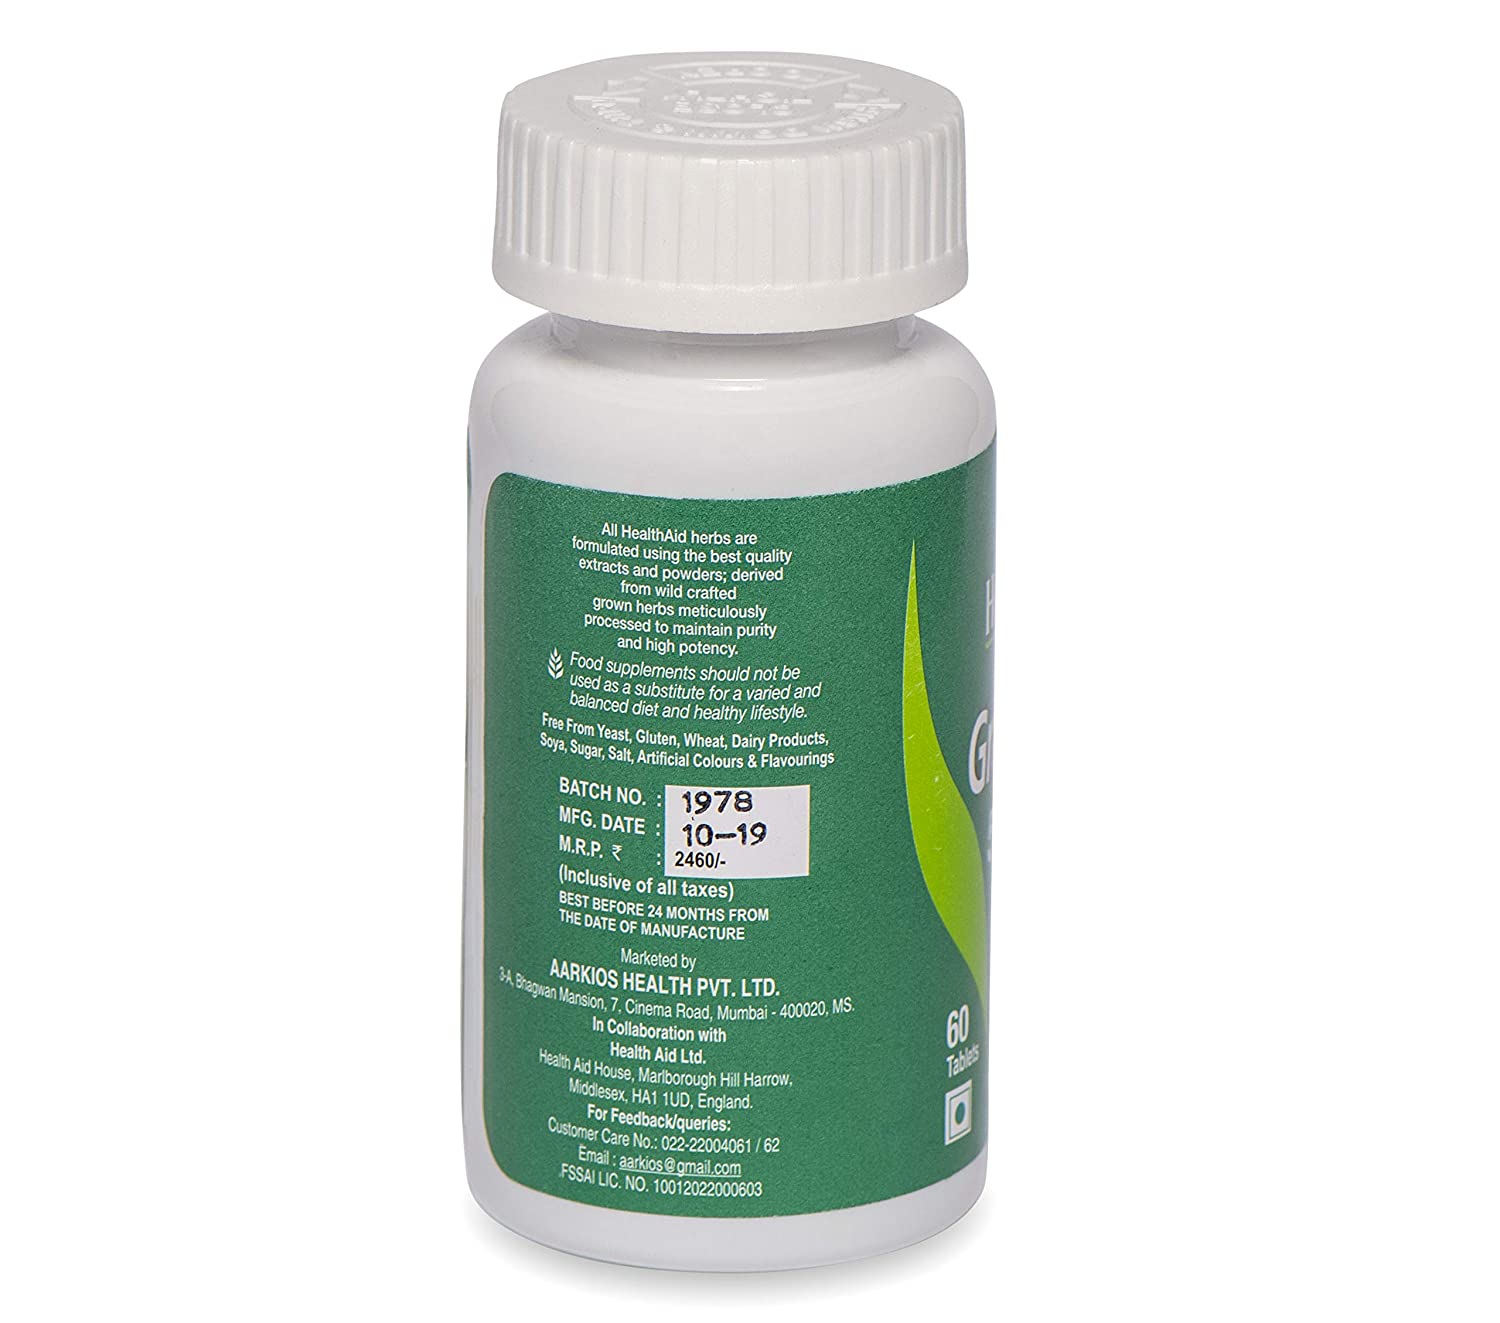 All HealthAid herbs are
formulated using the best quality
extracts and powders; derived
from wild crafted
grown herbs meticulously
processed to maintain purity
and high potency.
Food supplements should not be
used as a substitute for a varied and
balanced diet and healthy lifestyle.
Free From Yeast, Gluten, Wheat, Dairy Products,
Soya, Sugar, Salt, Artificial Colours & Flavourings
BATCH NO. : 1978
MFG. DATE : 10-19
M.R.P. ₹ : 2460/-
(Inclusive of all taxes)
BEST BEFORE 24 MONTHS FROM
THE DATE OF MANUFACTURE
Marketed by
AARKIOS HEALTH PVT. LTD.
3-A, Bhagwan Mansion, 7, Cinema Road, Mumbai - 400020, MS.
In Collaboration with
Health Aid Ltd.
Health Aid House, Marlborough Hill Harrow,
Middlesex, HA1 1UD, England.
For Feedback/queries:
Customer Care No.: 022-22004061 / 62
Email : aarkios@gmail.com
FSSAI LIC. NO. 10012022000603
60
Tablets